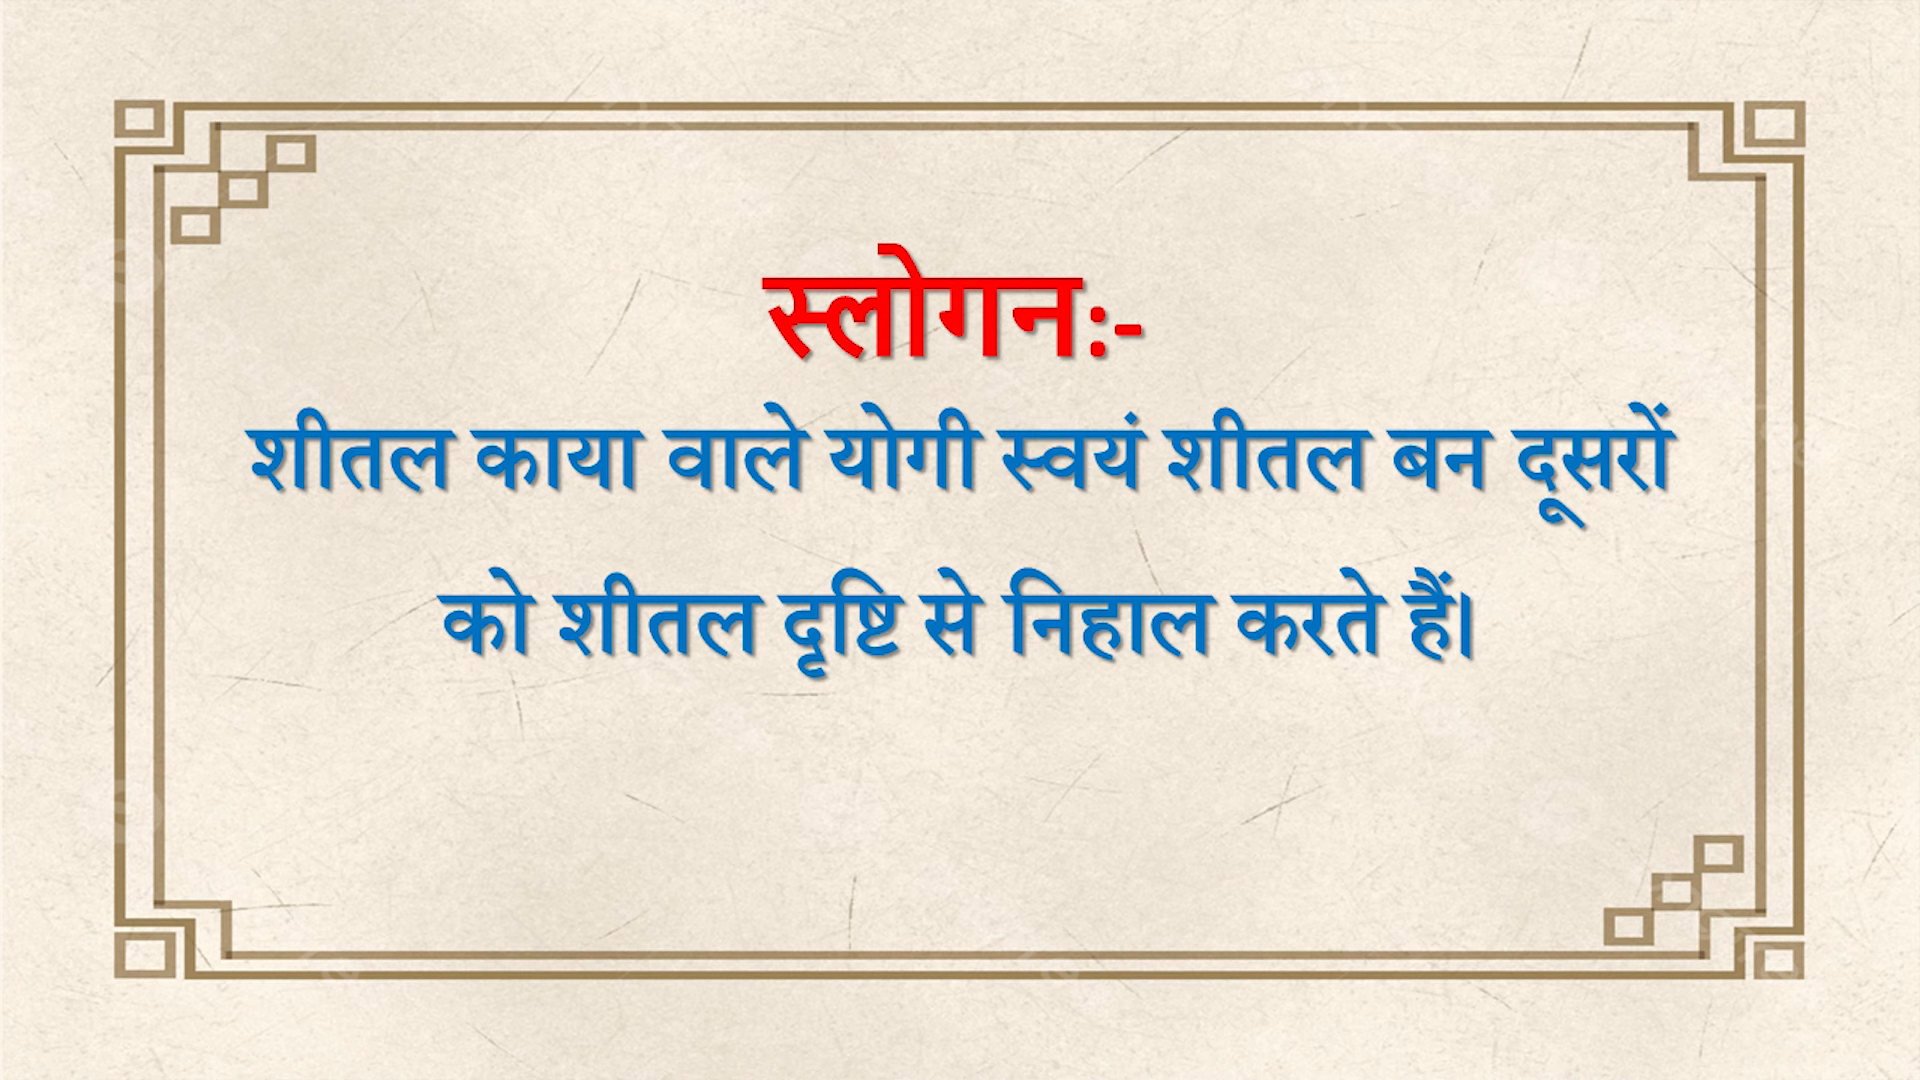 स्लोगन:-
शीतल काया वाले योगी स्वयं शीतल बन दूसरों
को शीतल दृष्टि से निहाल करते हैं।